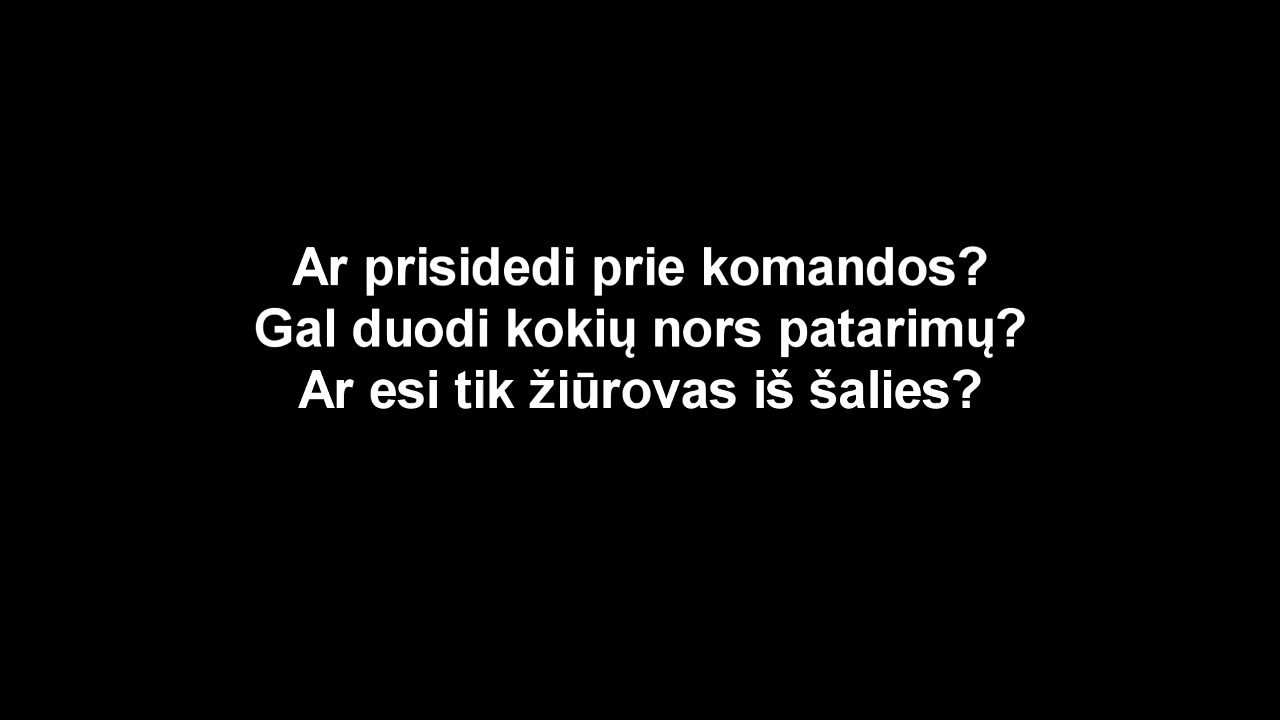 Ar prisidedi prie komandos?
Gal duodi kokių nors patarimų?
Ar esi tik žiūrovas iš šalies?